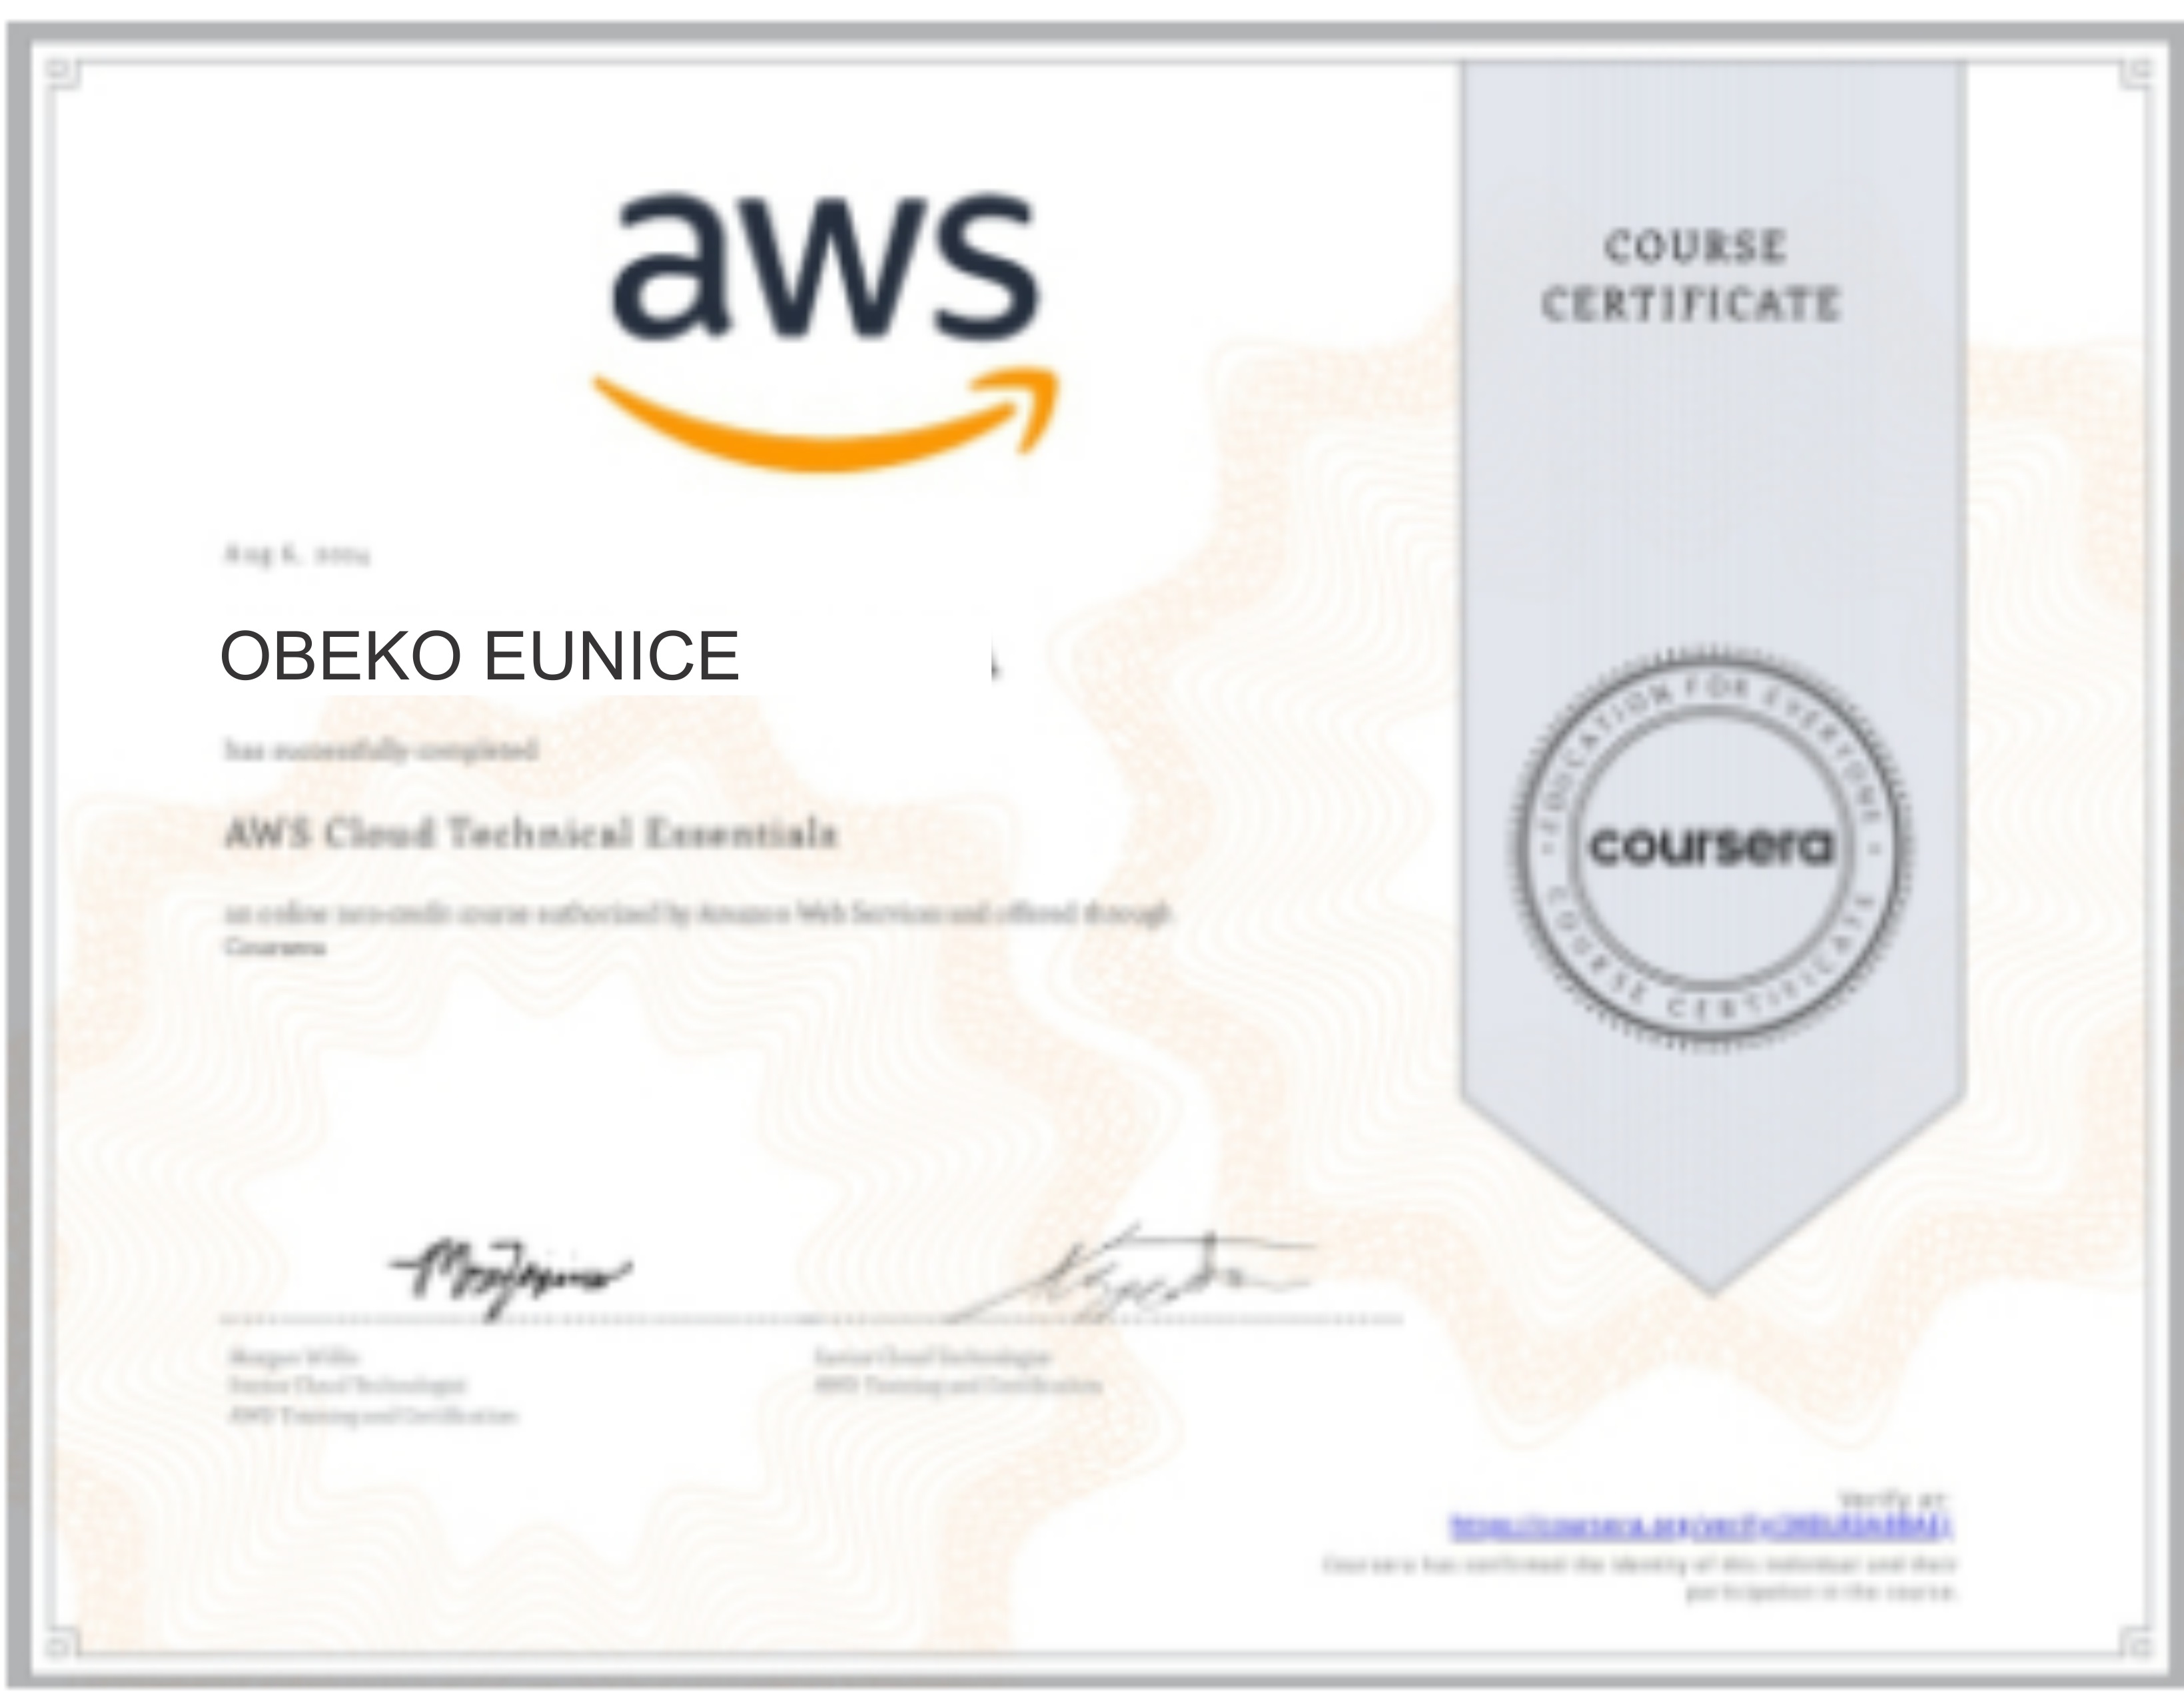 aws
COURSE
CERTIFICATE
Aug 6, 2024
OBEKO EUNICE
has successfully completed
AWS Cloud Technical Essentials
an online non-credit course authorized by Amazon Web Services and offered through
Coursera
EDUCATION FOR EVERYONE
coursera
COURSE CERTIFICATE
Morgan Willis
Senior Cloud Technologist
AWS Training and Certification
Senior Cloud Technologist
AWS Training and Certification
Verify at:
Coursera has confirmed the identity of this individual and their
participation in the course.